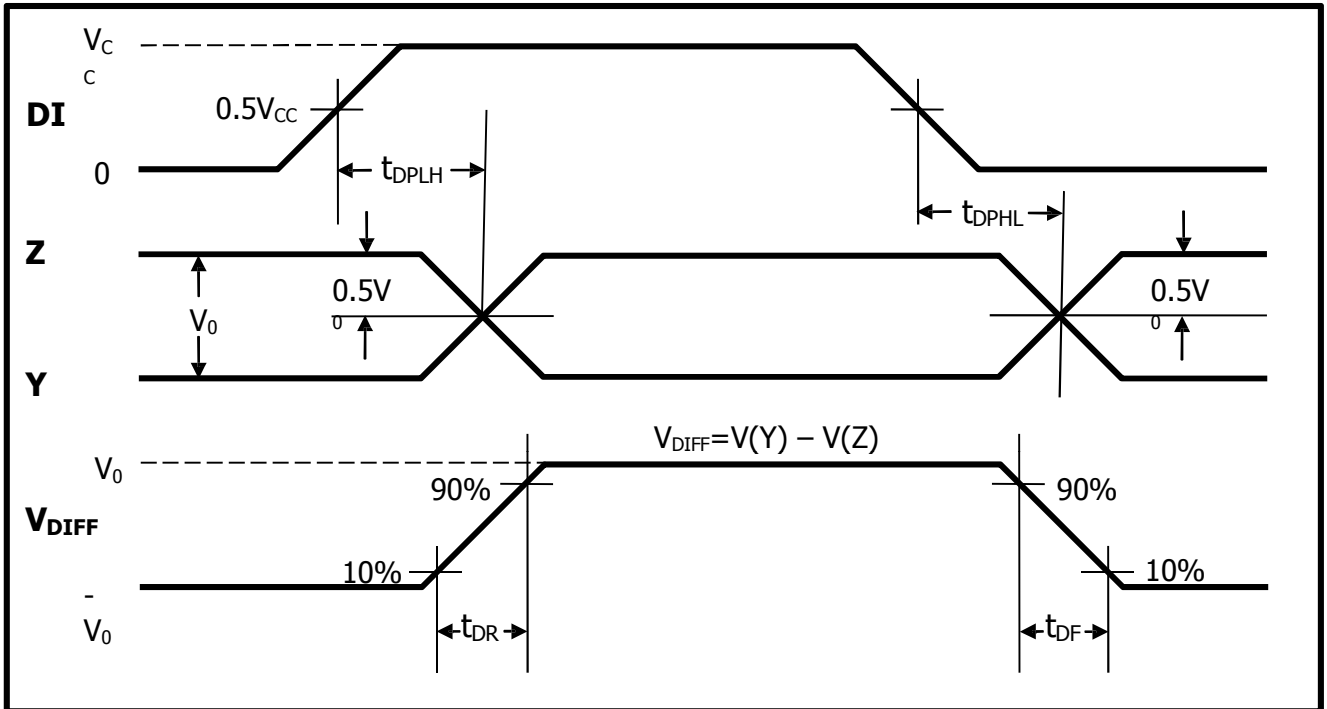 VC
C
0.5VCC
DI
0
tDPLH
tDPHL
Z
0.5V
0
0.5V
0
V0
Y
VDIFF=V(Y) – V(Z)
V0
90%
90%
VDIFF
10%
10%
-
V0
tDR
tDF